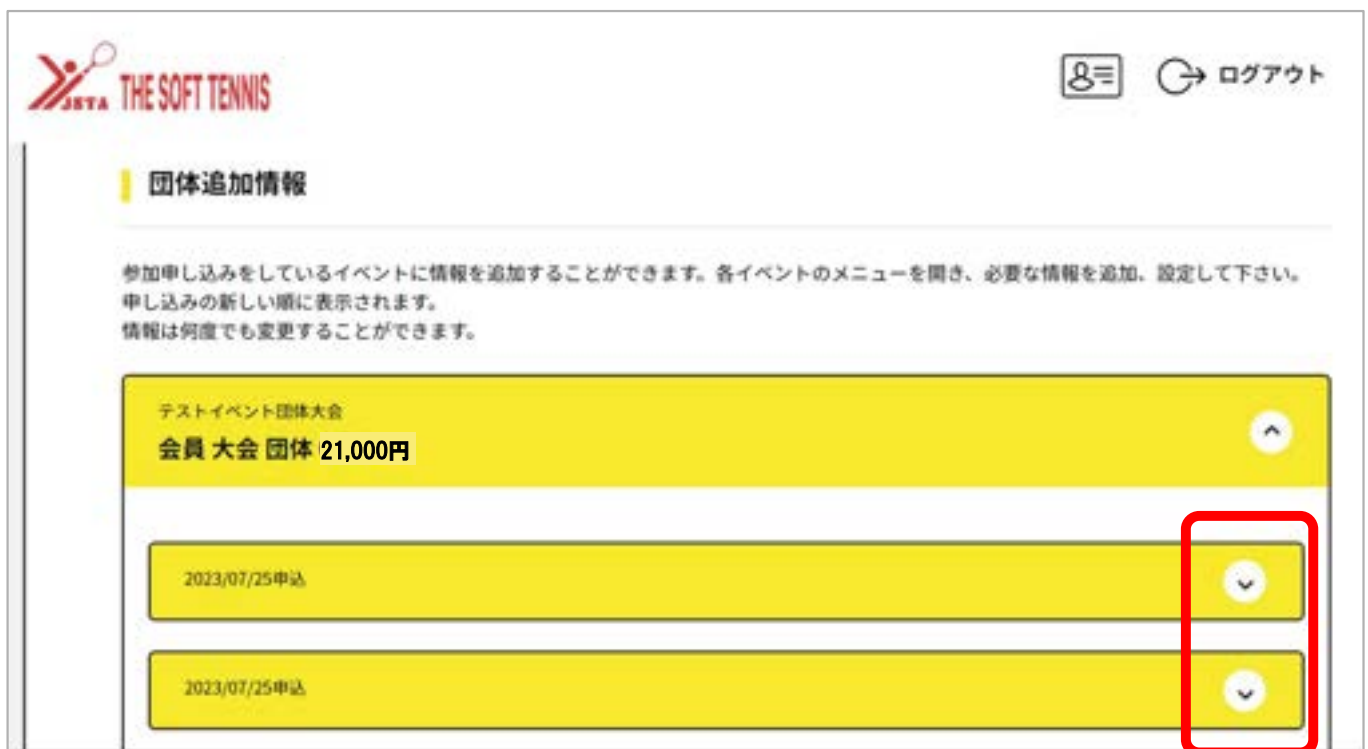 JSTA THE SOFT TENNIS
ログアウト
団体追加情報
参加申し込みをしているイベントに情報を追加することができます。各イベントのメニューを開き、必要な情報を追加、設定して下さい。
申し込みの新しい順に表示されます。
情報は何度でも変更することができます。
テストイベント団体大会
会員 大会 団体 21,000円
2023/07/25申込
2023/07/25申込